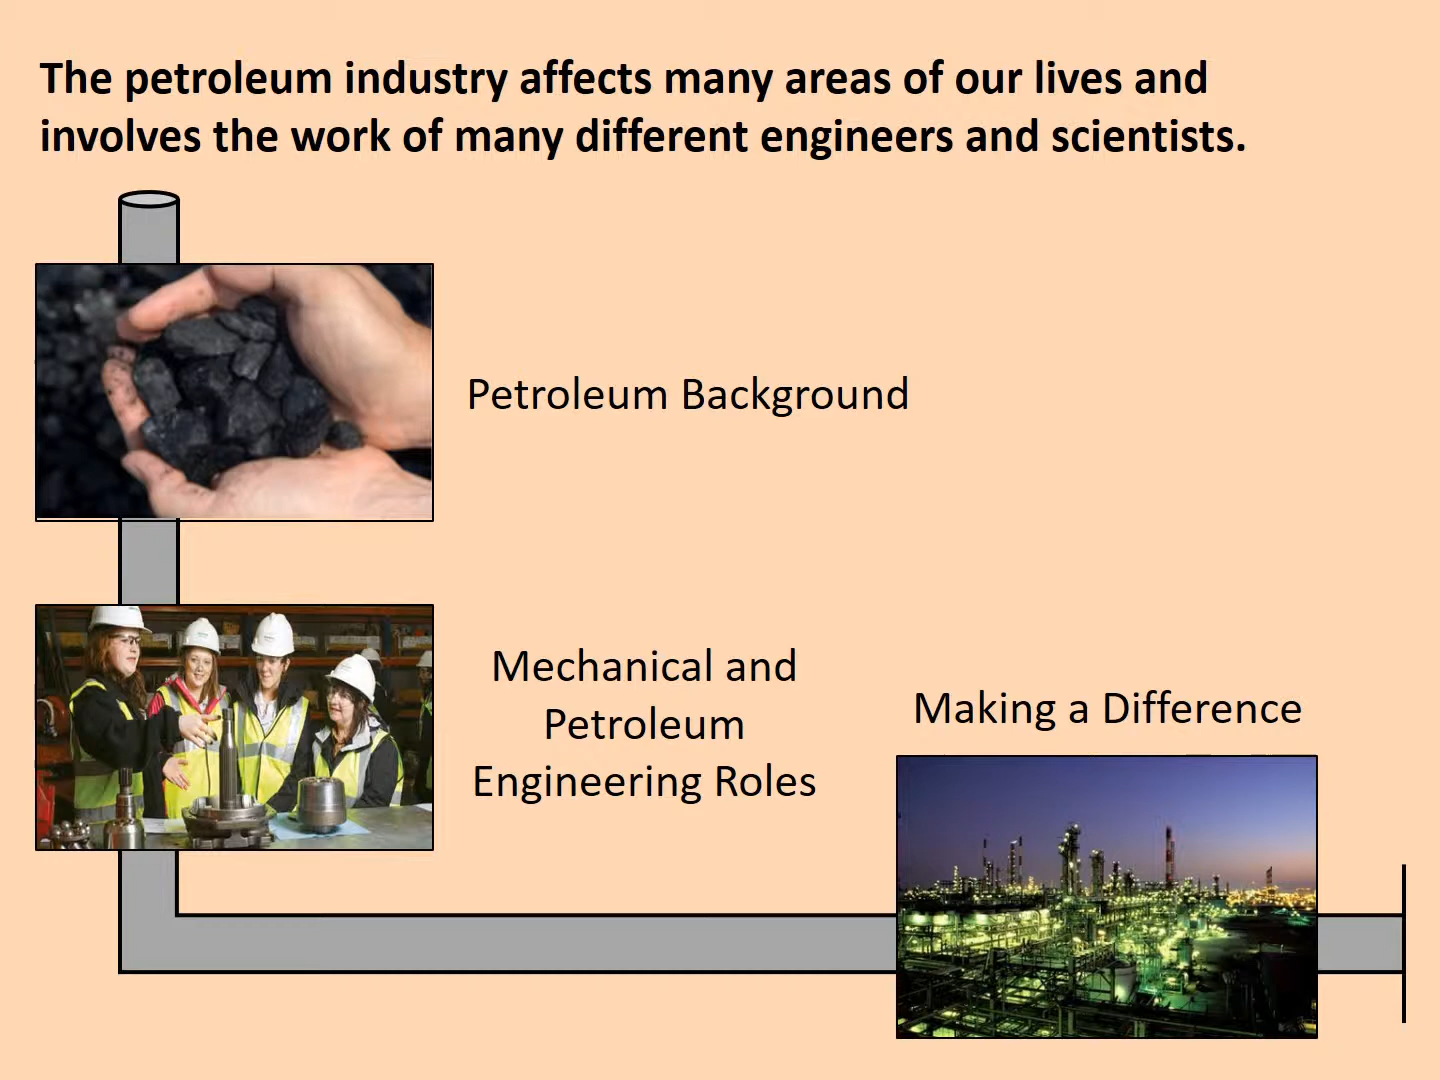 The petroleum industry affects many areas of our lives and
involves the work of many different engineers and scientists.
Petroleum Background
Mechanical and
Petroleum
Engineering Roles
Making a Difference